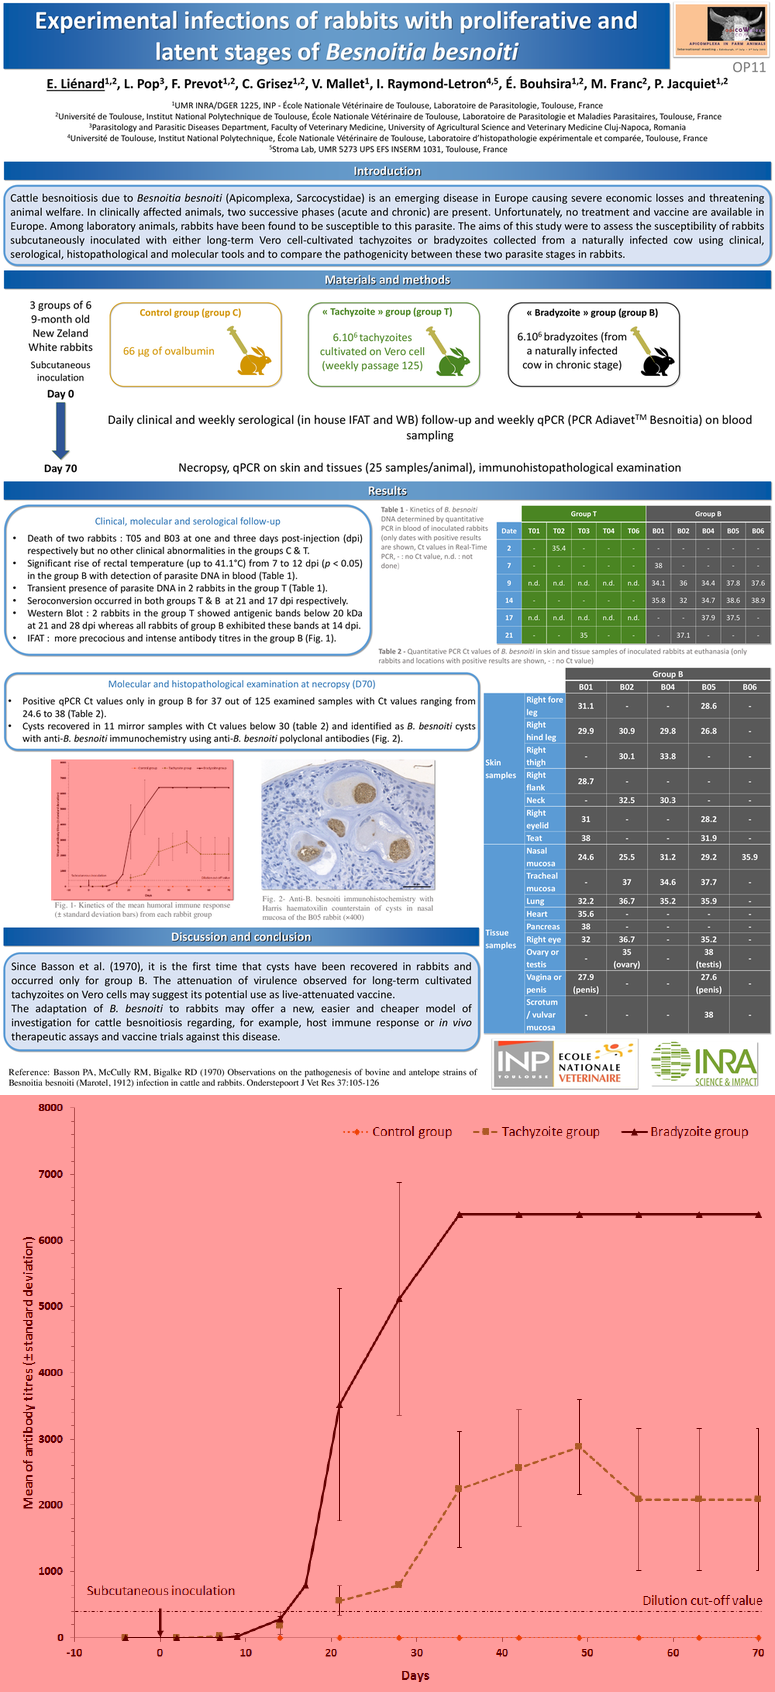 Experimental infections of rabbits with proliferative and
latent stages of Besnoitia besnoiti
APICOMPLEXA IN FARM ANIMALS
OP11
E. Liénard1,2, L. Pop3, F. Prevot1,2, C. Grisez1,2, V. Mallet1, I. Raymond-Letron4,5, É. Bouhsira1,2, M. Franc2, P. Jacquiet1,2
1UMR INRA/DGER 1225, INP - École Nationale Vétérinaire de Toulouse, Laboratoire de Parasitologie, Toulouse, France
2Université de Toulouse, Institut National Polytechnique de Toulouse, École Nationale Vétérinaire de Toulouse, Laboratoire de Parasitologie et Maladies Parasitaires, Toulouse, France
3Parasitology and Parasitic Diseases Department, Faculty of Veterinary Medicine, University of Agricultural Science and Veterinary Medicine Cluj-Napoca, Romania
4Université de Toulouse, Institut National Polytechnique, École Nationale Vétérinaire de Toulouse, Laboratoire d'histopathologie expérimentale et comparée, Toulouse, France
5Stroma Lab, UMR 5273 UPS EFS INSERM 1031, Toulouse, France
Introduction
Cattle besnoitiosis due to Besnoitia besnoiti (Apicomplexa, Sarcocystidae) is an emerging disease in Europe causing severe economic losses and threatening
animal welfare. In clinically affected animals, two successive phases (acute and chronic) are present. Unfortunately, no treatment and vaccine are available in
Europe. Among laboratory animals, rabbits have been found to be susceptible to this parasite. The aims of this study were to assess the susceptibility of rabbits
subcutaneously inoculated with either long-term Vero cell-cultivated tachyzoites or bradyzoites collected from a naturally infected cow using clinical,
serological, histopathological and molecular tools and to compare the pathogenicity between these two parasite stages in rabbits.
Materials and methods
3 groups of 6
9-month old
New Zeland
White rabbits
Subcutaneous
inoculation
Day 0
Day 70
Control group (group C)
66 µg of ovalbumin
« Tachyzoite » group (group T)
6.10⁶ tachyzoites
cultivated on Vero cell
(weekly passage 125)
« Bradyzoite » group (group B)
6.10⁶ bradyzoites (from
a naturally infected
cow in chronic stage)
Daily clinical and weekly serological (in house IFAT and WB) follow-up and weekly qPCR (PCR Adiavet™ Besnoitia) on blood
sampling
Necropsy, qPCR on skin and tissues (25 samples/animal), immunohistopathological examination
Results
Clinical, molecular and serological follow-up
• Death of two rabbits : T05 and B03 at one and three days post-injection (dpi)
respectively but no other clinical abnormalities in the groups C & T.
• Significant rise of rectal temperature (up to 41.1°C) from 7 to 12 dpi (p < 0.05)
in the group B with detection of parasite DNA in blood (Table 1).
• Transient presence of parasite DNA in 2 rabbits in the group T (Table 1).
• Seroconversion occurred in both groups T & B at 21 and 17 dpi respectively.
• Western Blot : 2 rabbits in the group T showed antigenic bands below 20 kDa
at 21 and 28 dpi whereas all rabbits of group B exhibited these bands at 14 dpi.
• IFAT : more precocious and intense antibody titres in the group B (Fig. 1).
Table 1 - Kinetics of B. besnoiti
DNA determined by quantitative
PCR in blood of inoculated rabbits
(only dates with positive results
are shown, Ct values in Real-Time
PCR, - : no Ct value, n.d. : not
done)
Group T Group B
Date T01 T02 T03 T04 T06 B01 B02 B04 B05 B06
2 - 35.4 - - - - - - - -
7 - - - - - 38 - - - -
9 n.d. n.d. n.d. n.d. n.d. 34.1 36 34.4 37.8 37.6
14 - - - - - 35.8 32 34.7 38.6 38.9
17 n.d. n.d. n.d. n.d. n.d. - - 37.9 37.5 -
21 - - 35 - - - 37.1 - - -
Table 2 - Quantitative PCR Ct values of B. besnoiti in skin and tissue samples of inoculated rabbits at euthanasia (only
rabbits and locations with positive results are shown, - : no Ct value)
Molecular and histopathological examination at necropsy (D70)
• Positive qPCR Ct values only in group B for 37 out of 125 examined samples with Ct values ranging from
24.6 to 38 (Table 2).
• Cysts recovered in 11 mirror samples with Ct values below 30 (table 2) and identified as B. besnoiti cysts
with anti-B. besnoiti immunochemistry using anti-B. besnoiti polyclonal antibodies (Fig. 2).
Group B
B01 B02 B04 B05 B06
Skin
samples
Right fore
leg 31.1 - - 28.6 -
Right
hind leg 29.9 30.9 29.8 26.8 -
Right
thigh - 30.1 33.8 - -
Right
flank 28.7 - - - -
Neck - 32.5 30.3 - -
Right
eyelid 31 - - 28.2 -
Teat 38 - - 31.9 -
Tissue
samples
Nasal
mucosa 24.6 25.5 31.2 29.2 35.9
Tracheal
mucosa - 37 34.6 37.7 -
Lung 32.2 36.7 35.2 35.9 -
Heart 35.6 - - - -
Pancreas 38 - - - -
Right eye 32 36.7 - 35.2 -
Ovary or
testis - 35 (ovary) - 38 (testis) -
Vagina or
penis 27.9 (penis) - - 27.6 (penis) -
Scrotum
/ vulvar
mucosa - - - 38 -
Fig. 1- Kinetics of the mean humoral immune response
(± standard deviation bars) from each rabbit group
Fig. 2- Anti-B. besnoiti immunohistochemistry with
Harris haematoxilin counterstain of cysts in nasal
mucosa of the B05 rabbit (×400)
Discussion and conclusion
Since Basson et al. (1970), it is the first time that cysts have been recovered in rabbits and
occurred only for group B. The attenuation of virulence observed for long-term cultivated
tachyzoites on Vero cells may suggest its potential use as live-attenuated vaccine.
The adaptation of B. besnoiti to rabbits may offer a new, easier and cheaper model of
investigation for cattle besnoitiosis regarding, for example, host immune response or in vivo
therapeutic assays and vaccine trials against this disease.
Reference: Basson PA, McCully RM, Bigalke RD (1970) Observations on the pathogenesis of bovine and antelope strains of
Besnoitia besnoiti (Marotel, 1912) infection in cattle and rabbits. Onderstepoort J Vet Res 37:105-126
INP
TOULOUSE
ECOLE
NATIONALE
VETERINAIRE
INRA
SCIENCE & IMPACT
Control group Tachyzoite group Bradyzoite group
Mean of antibody titres (± standard deviation)
8000
7000
6000
5000
4000
3000
2000
1000
0
Subcutaneous inoculation
Dilution cut-off value
-10 0 10 20 30 40 50 60 70
Days